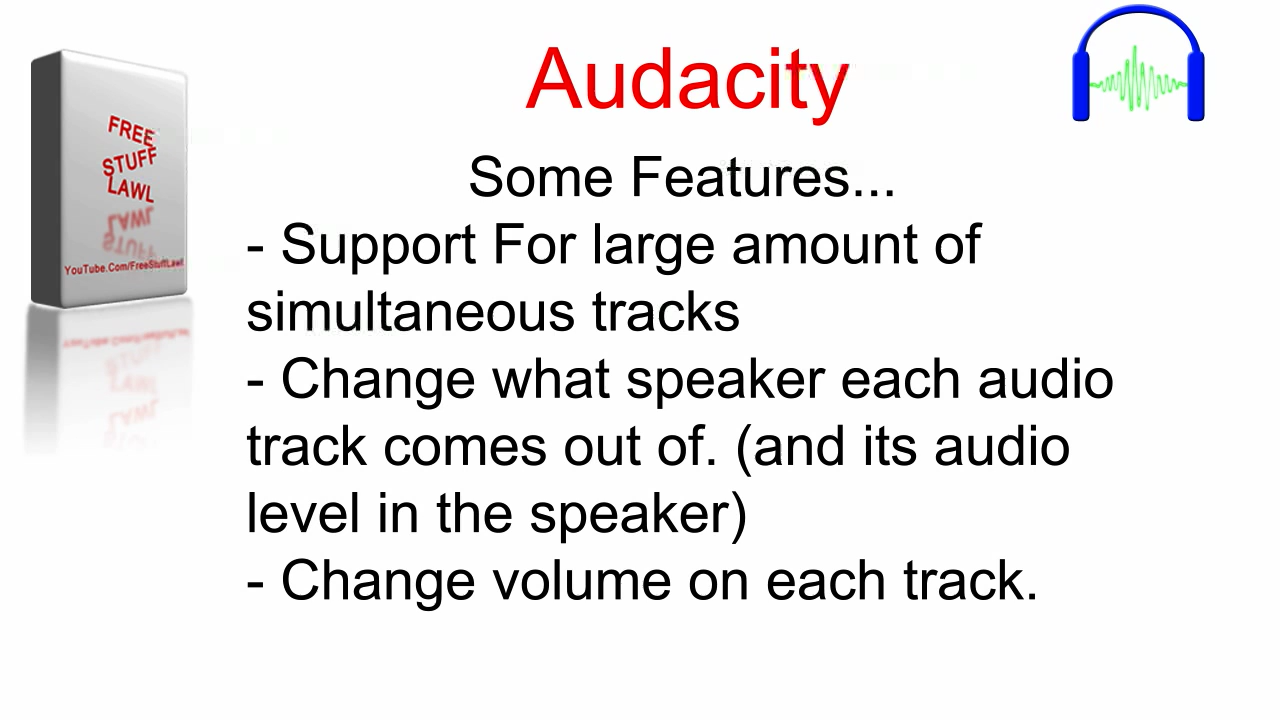 Audacity
FREE
STUFF
LAWL
YouTube.Com/FreeStuffLawl
Some Features...
- Support For large amount of
simultaneous tracks
- Change what speaker each audio
track comes out of. (and its audio
level in the speaker)
- Change volume on each track.